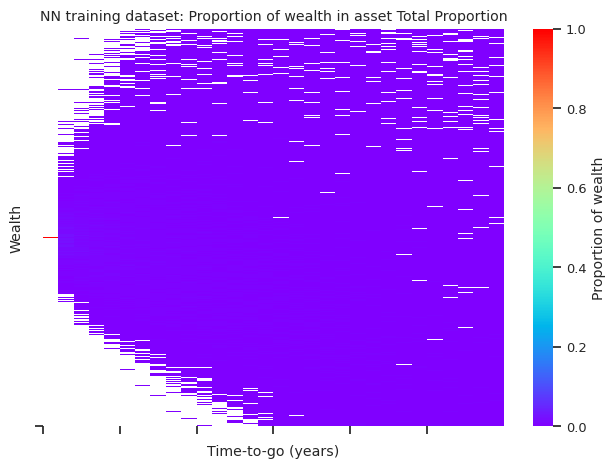 NN training dataset: Proportion of wealth in asset Total Proportion
Wealth
Time-to-go (years)
1.0
0.8
0.6
0.4
0.2
0.0
Proportion of wealth